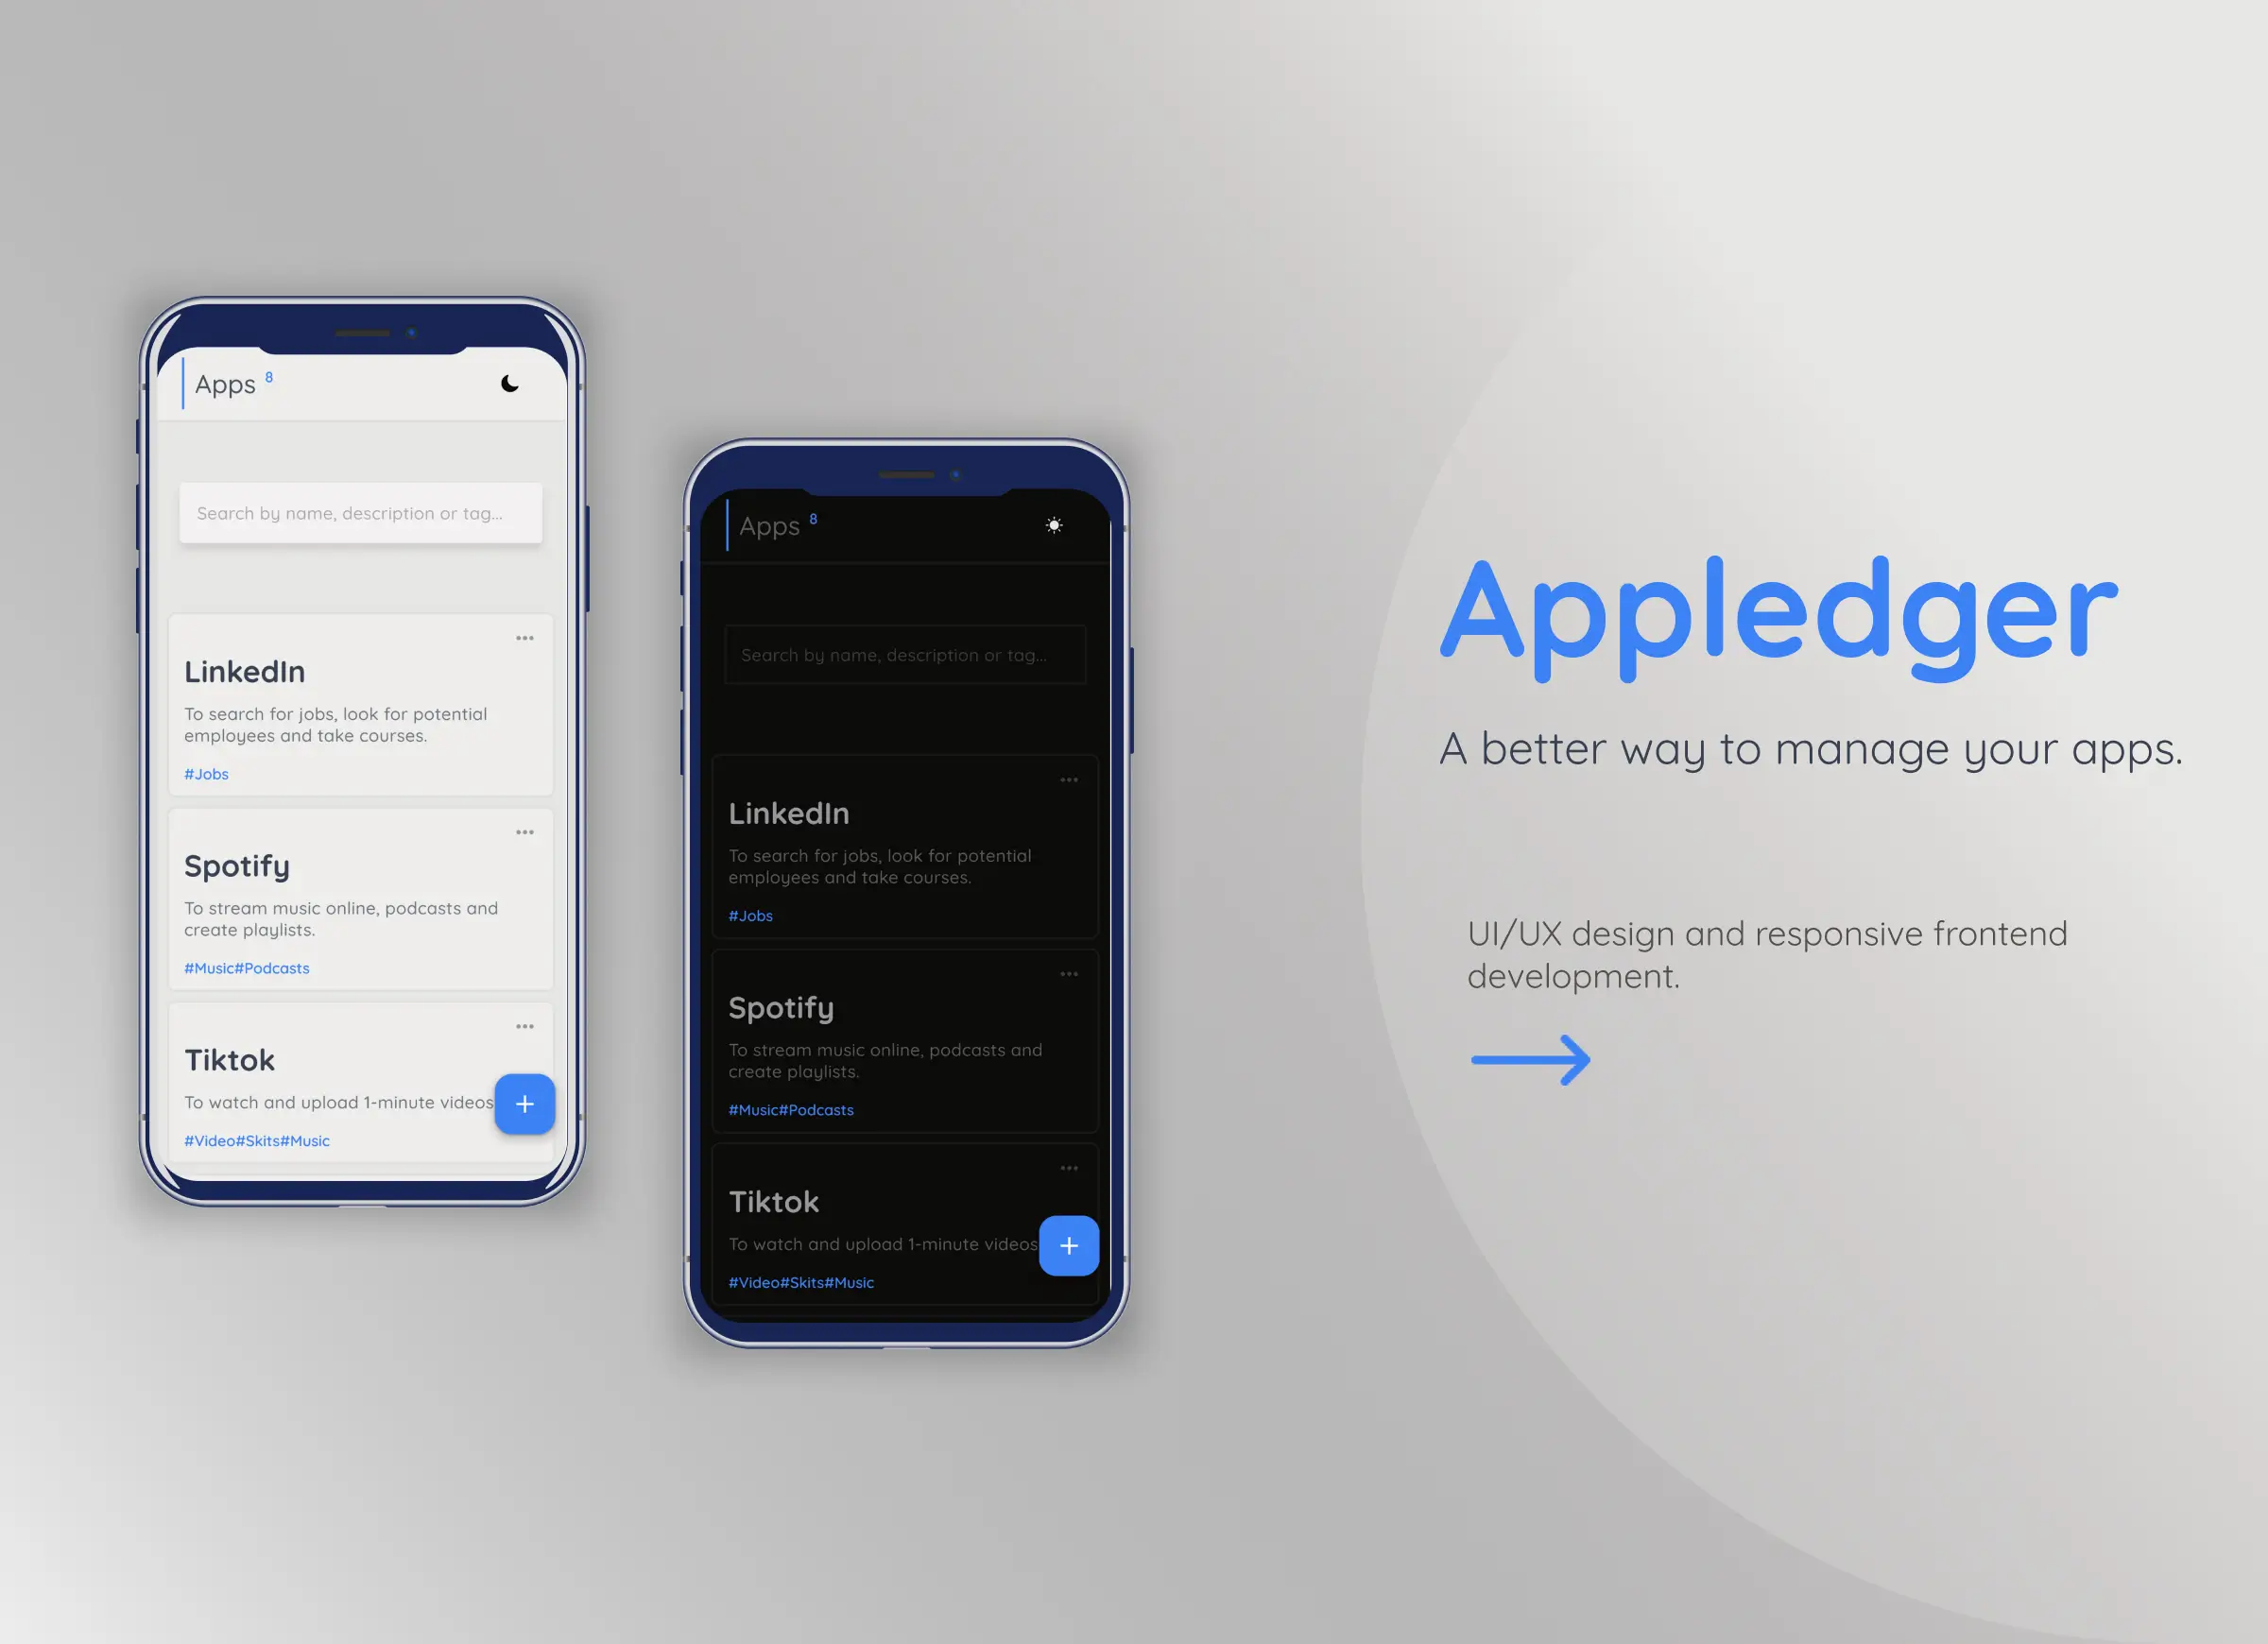 Apps 8
Search by name, description or tag...
LinkedIn
To search for jobs, look for potential
employees and take courses.
#Jobs
Spotify
To stream music online, podcasts and
create playlists.
#Music#Podcasts
Tiktok
To watch and upload 1-minute videos
#Video#Skits#Music
Apps 8
Search by name, description or tag...
LinkedIn
To search for jobs, look for potential
employees and take courses.
#Jobs
Spotify
To stream music online, podcasts and
create playlists.
#Music#Podcasts
Tiktok
To watch and upload 1-minute videos
#Video#Skits#Music
Appledger
A better way to manage your apps.
UI/UX design and responsive frontend
development.